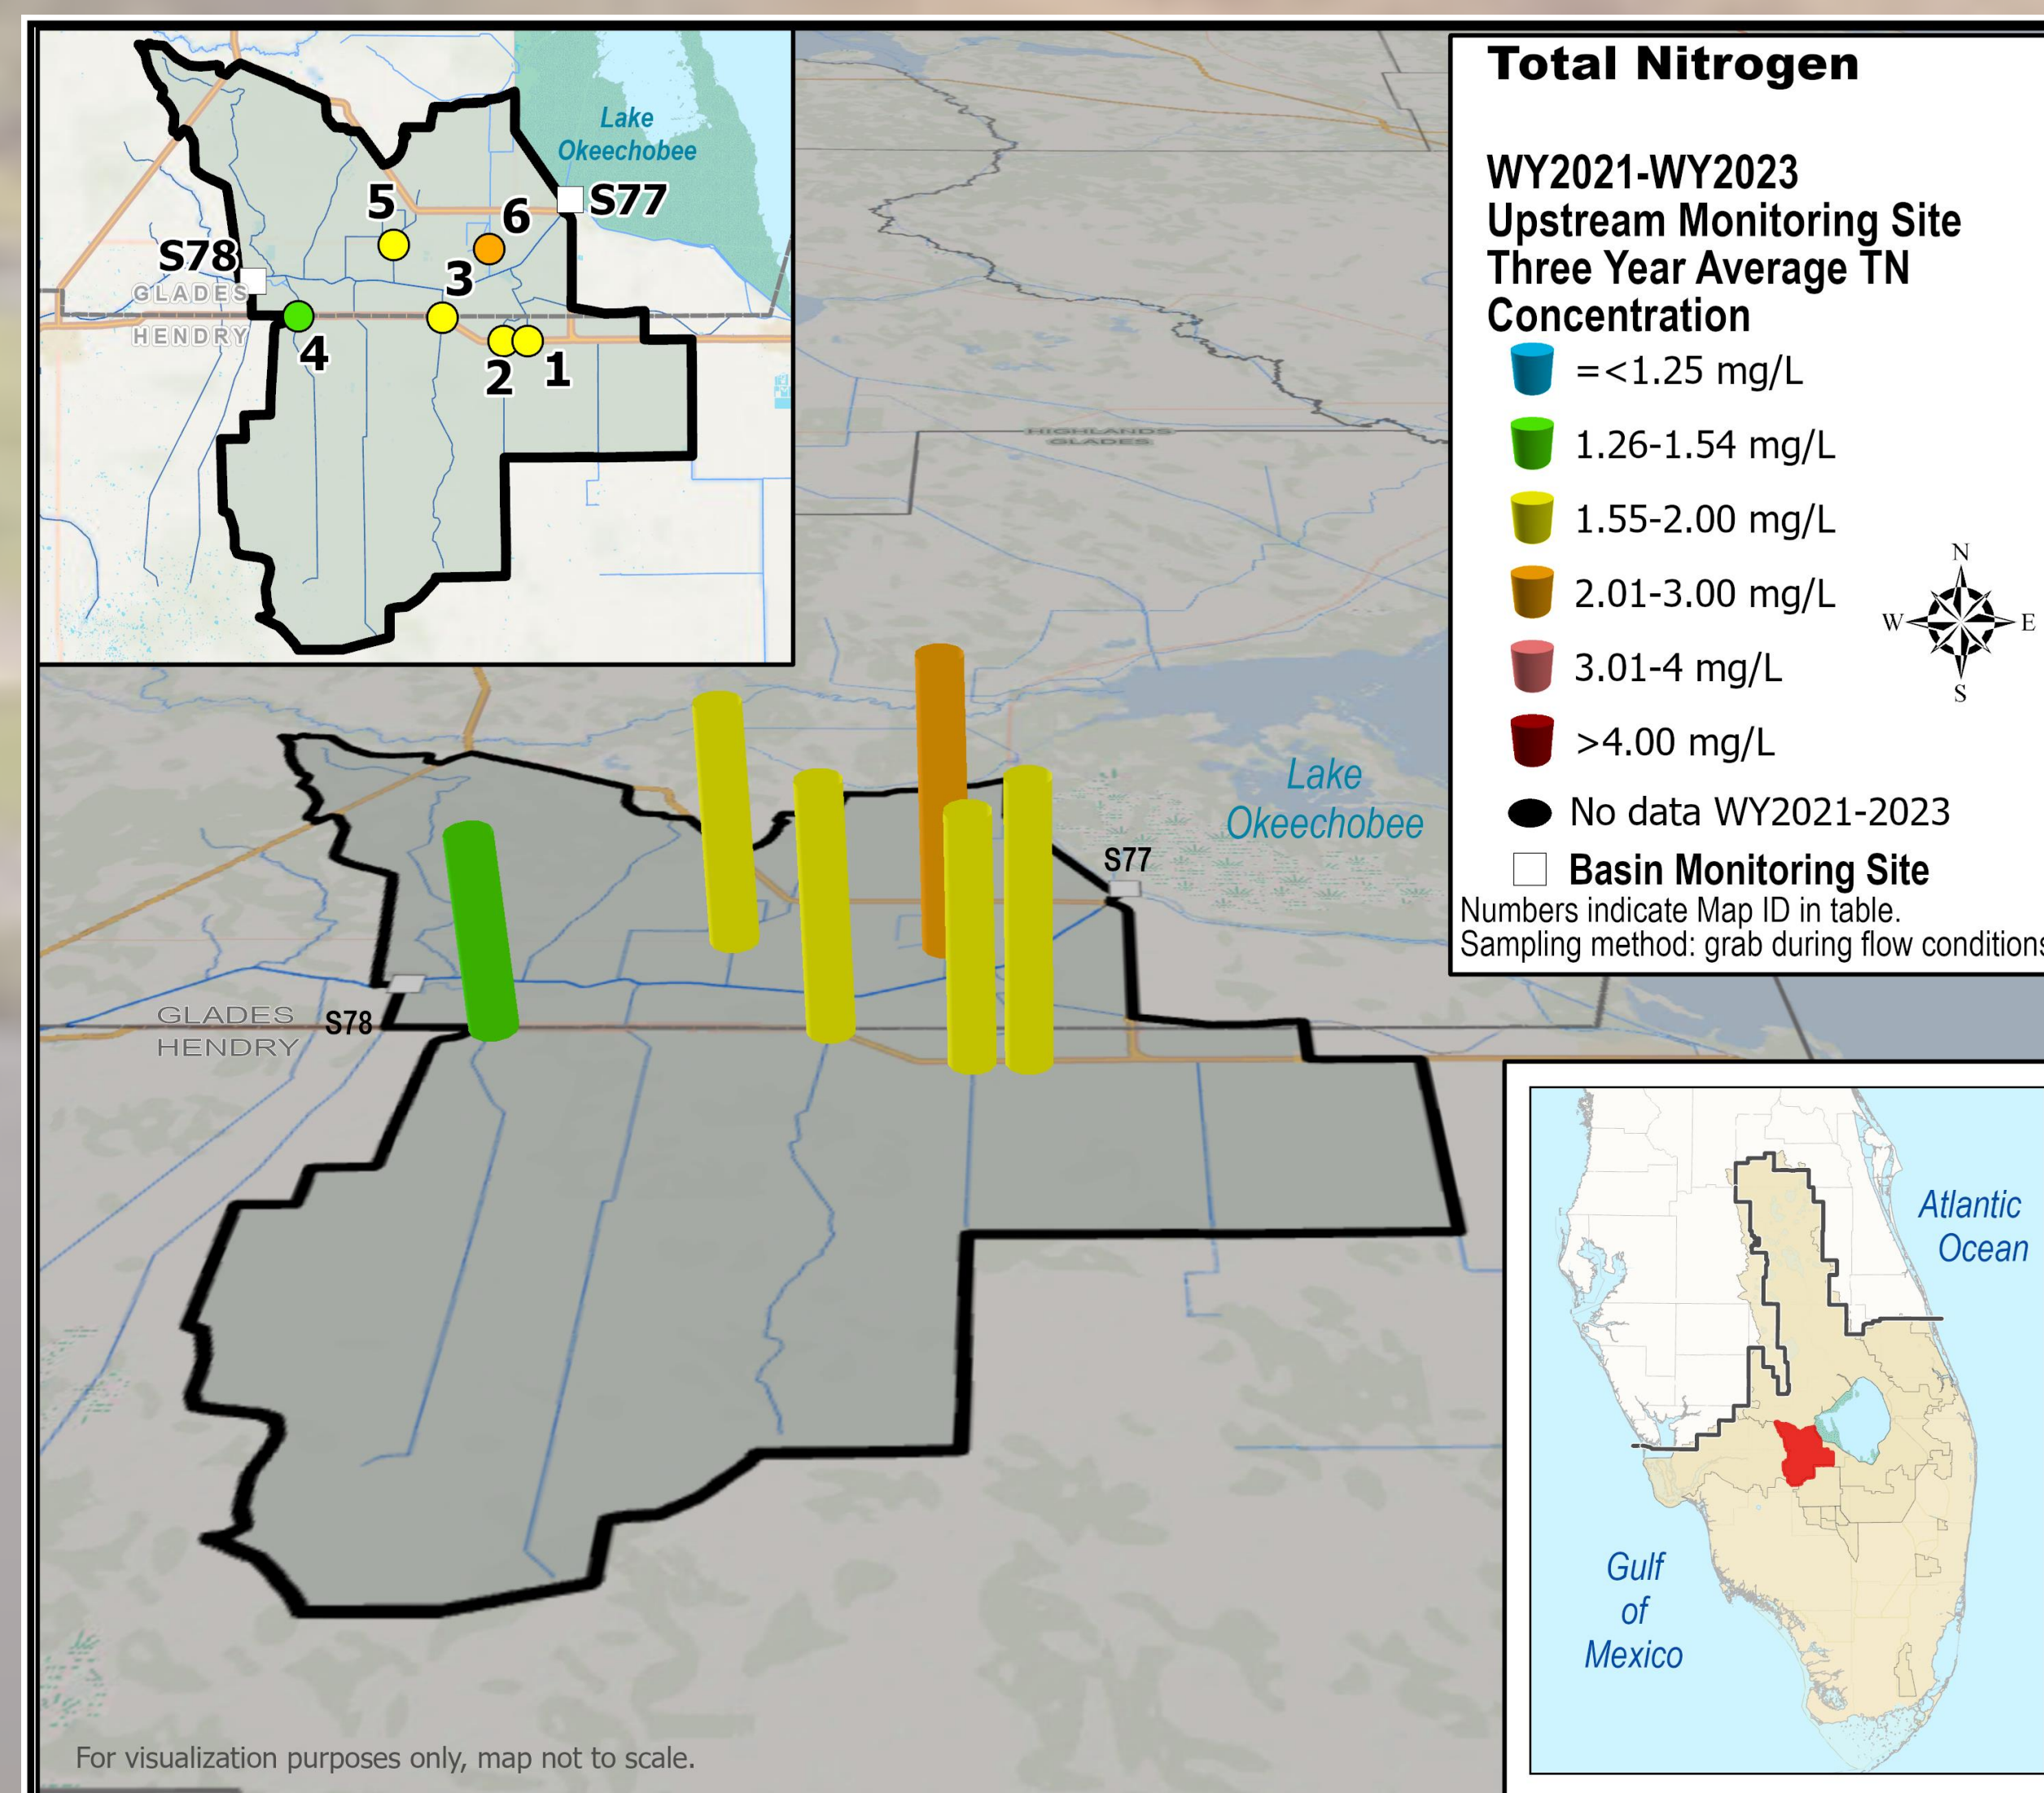 Lake
Okeechobee
5
6
S77
S78
3
GLADES
HENDRY
4
2
1
HIGHLANDS
GLADES
Total Nitrogen
WY2021-WY2023
Upstream Monitoring Site
Three Year Average TN
Concentration
=<1.25 mg/L
1.26-1.54 mg/L
1.55-2.00 mg/L
2.01-3.00 mg/L
3.01-4 mg/L
>4.00 mg/L
No data WY2021-2023
Basin Monitoring Site
Numbers indicate Map ID in table.
Sampling method: grab during flow conditions
N
W
E
S
Lake
Okeechobee
S77
GLADES
HENDRY
S78
Atlantic
Ocean
Gulf
of
Mexico
For visualization purposes only, map not to scale.